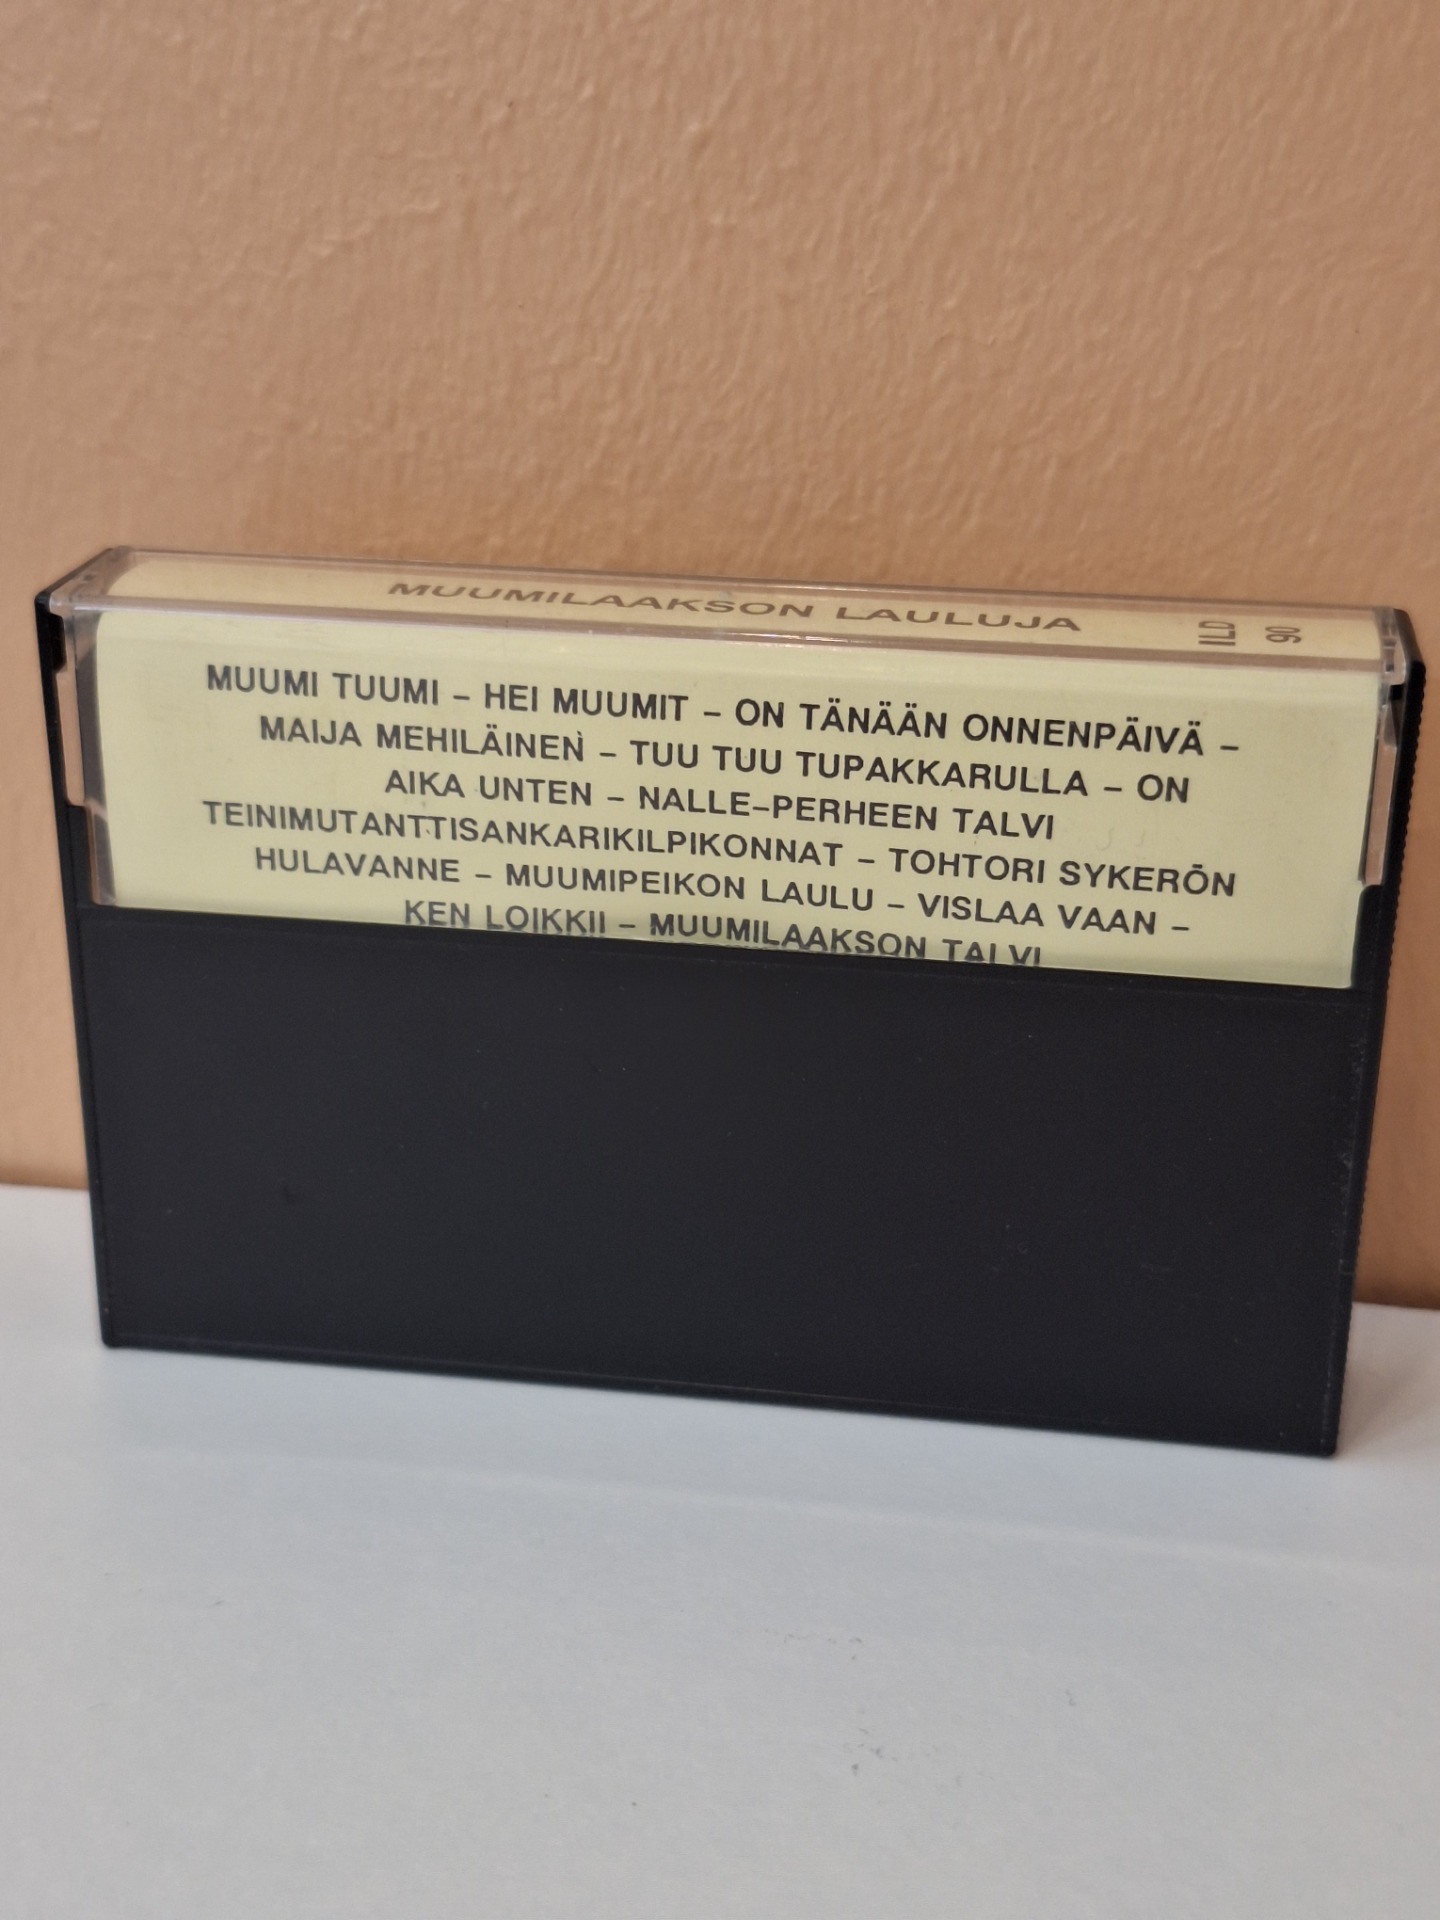 MUUMILAAKSON LAULUJA
ILD
90
MUUMI TUUMI – HEI MUUMIT – ON TÄNÄÄN ONNENPÄIVÄ –
MAIJA MEHILÄINEN – TUU TUU TUPAKKARULLA – ON
AIKA UNTEN – NALLE–PERHEEN TALVI
TEINIMUTANTTISANKARIKILPIKONNAT – TOHTORI SYKERÖN
HULAVANNE – MUUMIPEIKON LAULU – VISLAA VAAN –
KEN LOIKKII – MUUMILAAKSON TALVI